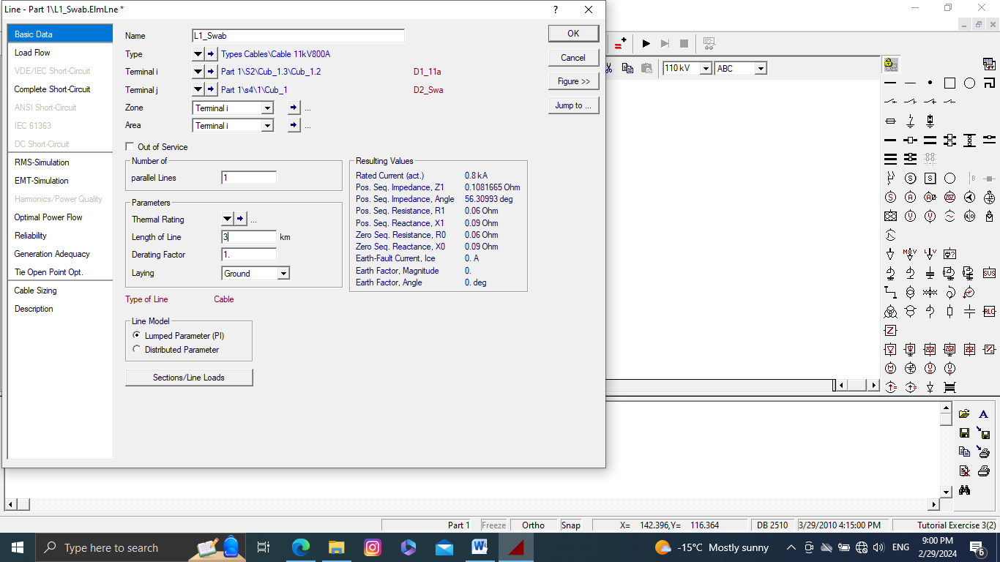 Line - Part 1\L1_Swab.ElmLne *
?
Basic Data
Load Flow
VDE/IEC Short-Circuit
Complete Short-Circuit
ANSI Short-Circuit
IEC 61363
DC Short-Circuit
RMS-Simulation
EMT-Simulation
Harmonics/Power Quality
Optimal Power Flow
Reliability
Generation Adequacy
Tie Open Point Opt.
Cable Sizing
Description
Name L1_Swab
Type Types Cables\Cable 11kV800A
Terminal i Part 1\S2\Cub_1.3\Cub_1.2 D1_11a
Terminal j Part 1\s4\1\Cub_1 D2_Swa
Zone Terminal i ...
Area Terminal i ...
Out of Service
Number of
parallel Lines 1
Parameters
Thermal Rating ...
Length of Line 3 km
Derating Factor 1.
Laying Ground
Type of Line Cable
Line Model
Lumped Parameter (PI)
Distributed Parameter
Sections/Line Loads
Resulting Values
Rated Current (act.) 0.8 kA
Pos. Seq. Impedance, Z1 0.1081665 Ohm
Pos. Seq. Impedance, Angle 56.30993 deg
Pos. Seq. Resistance, R1 0.06 Ohm
Pos. Seq. Reactance, X1 0.09 Ohm
Zero Seq. Resistance, R0 0.06 Ohm
Zero Seq. Reactance, X0 0.09 Ohm
Earth-Fault Current, Ice 0. A
Earth Factor, Magnitude 0.
Earth Factor, Angle 0. deg
OK
Cancel
Figure >>
Jump to ...
110 kV ABC
SVS
RLC
Part 1 Freeze Ortho Snap X= 142.396,Y= 116.364 DB 2510 3/29/2010 4:15:00 PM Tutorial Exercise 3(2)
Type here to search
-15°C Mostly sunny
ENG
9:00 PM
2/29/2024
6